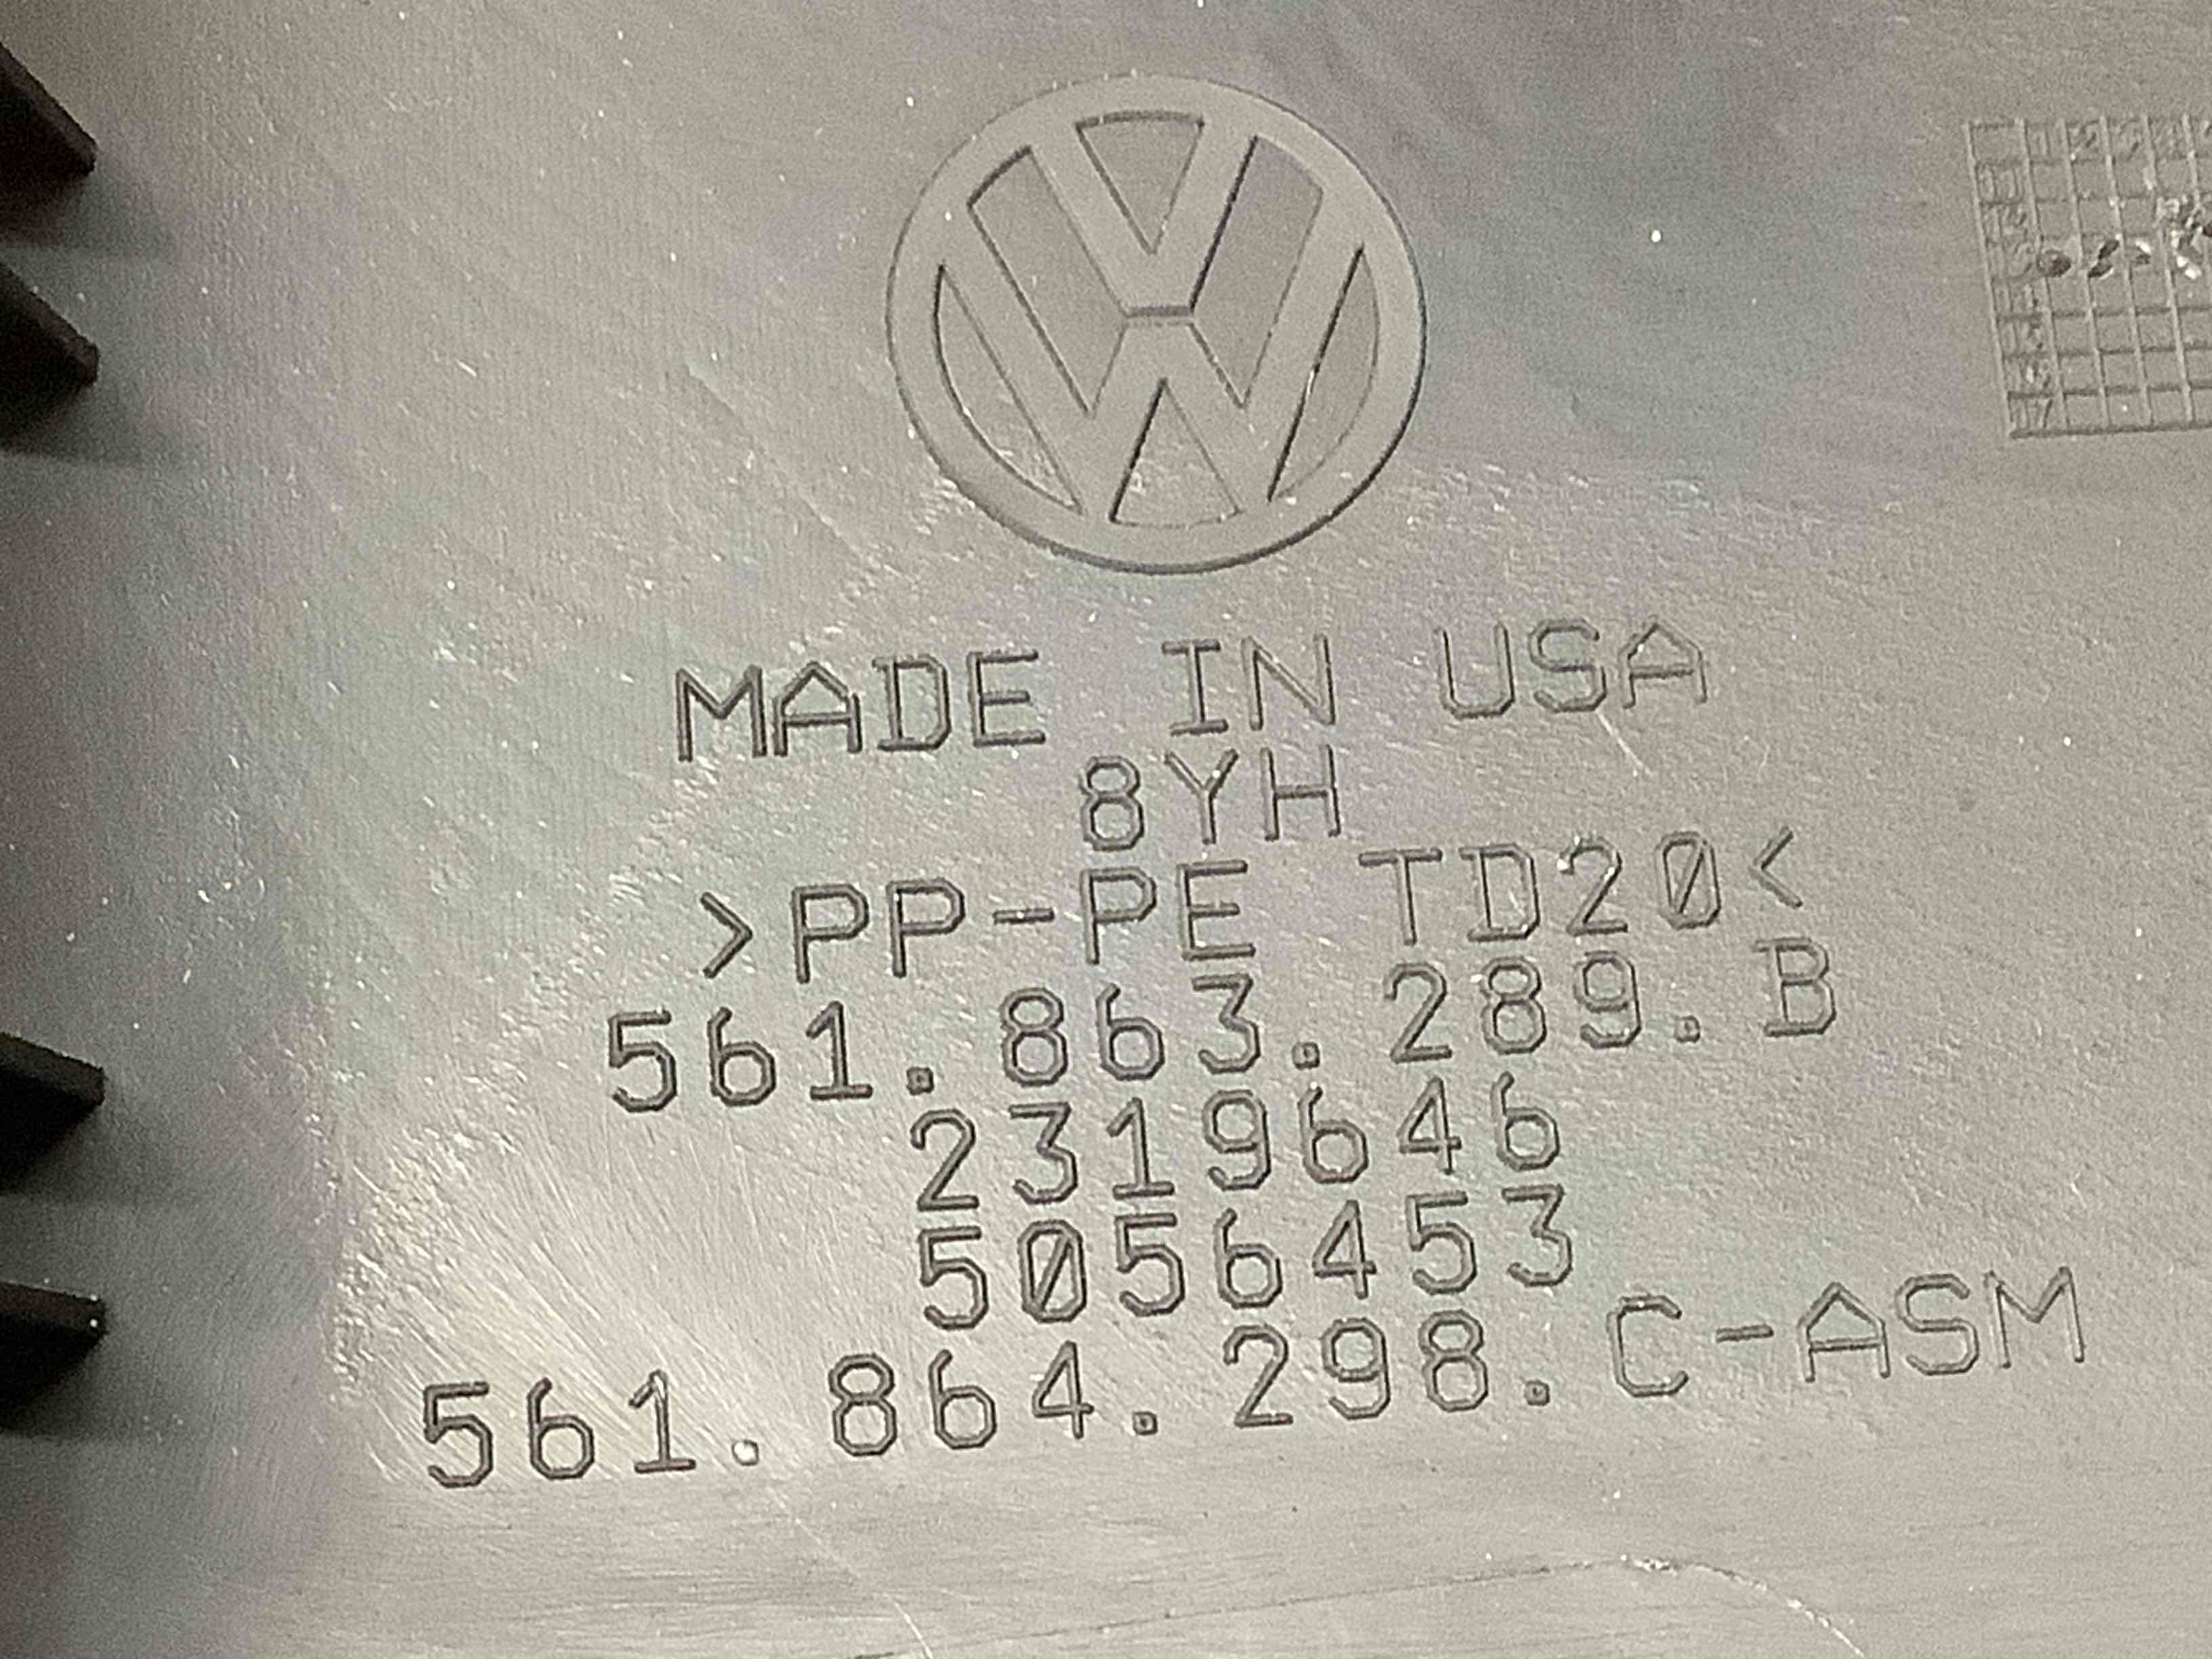 MADE IN USA
8YH
>PP-PE TD20<
561.863.289.B
2319646
5056453
561.864.298.C-ASM